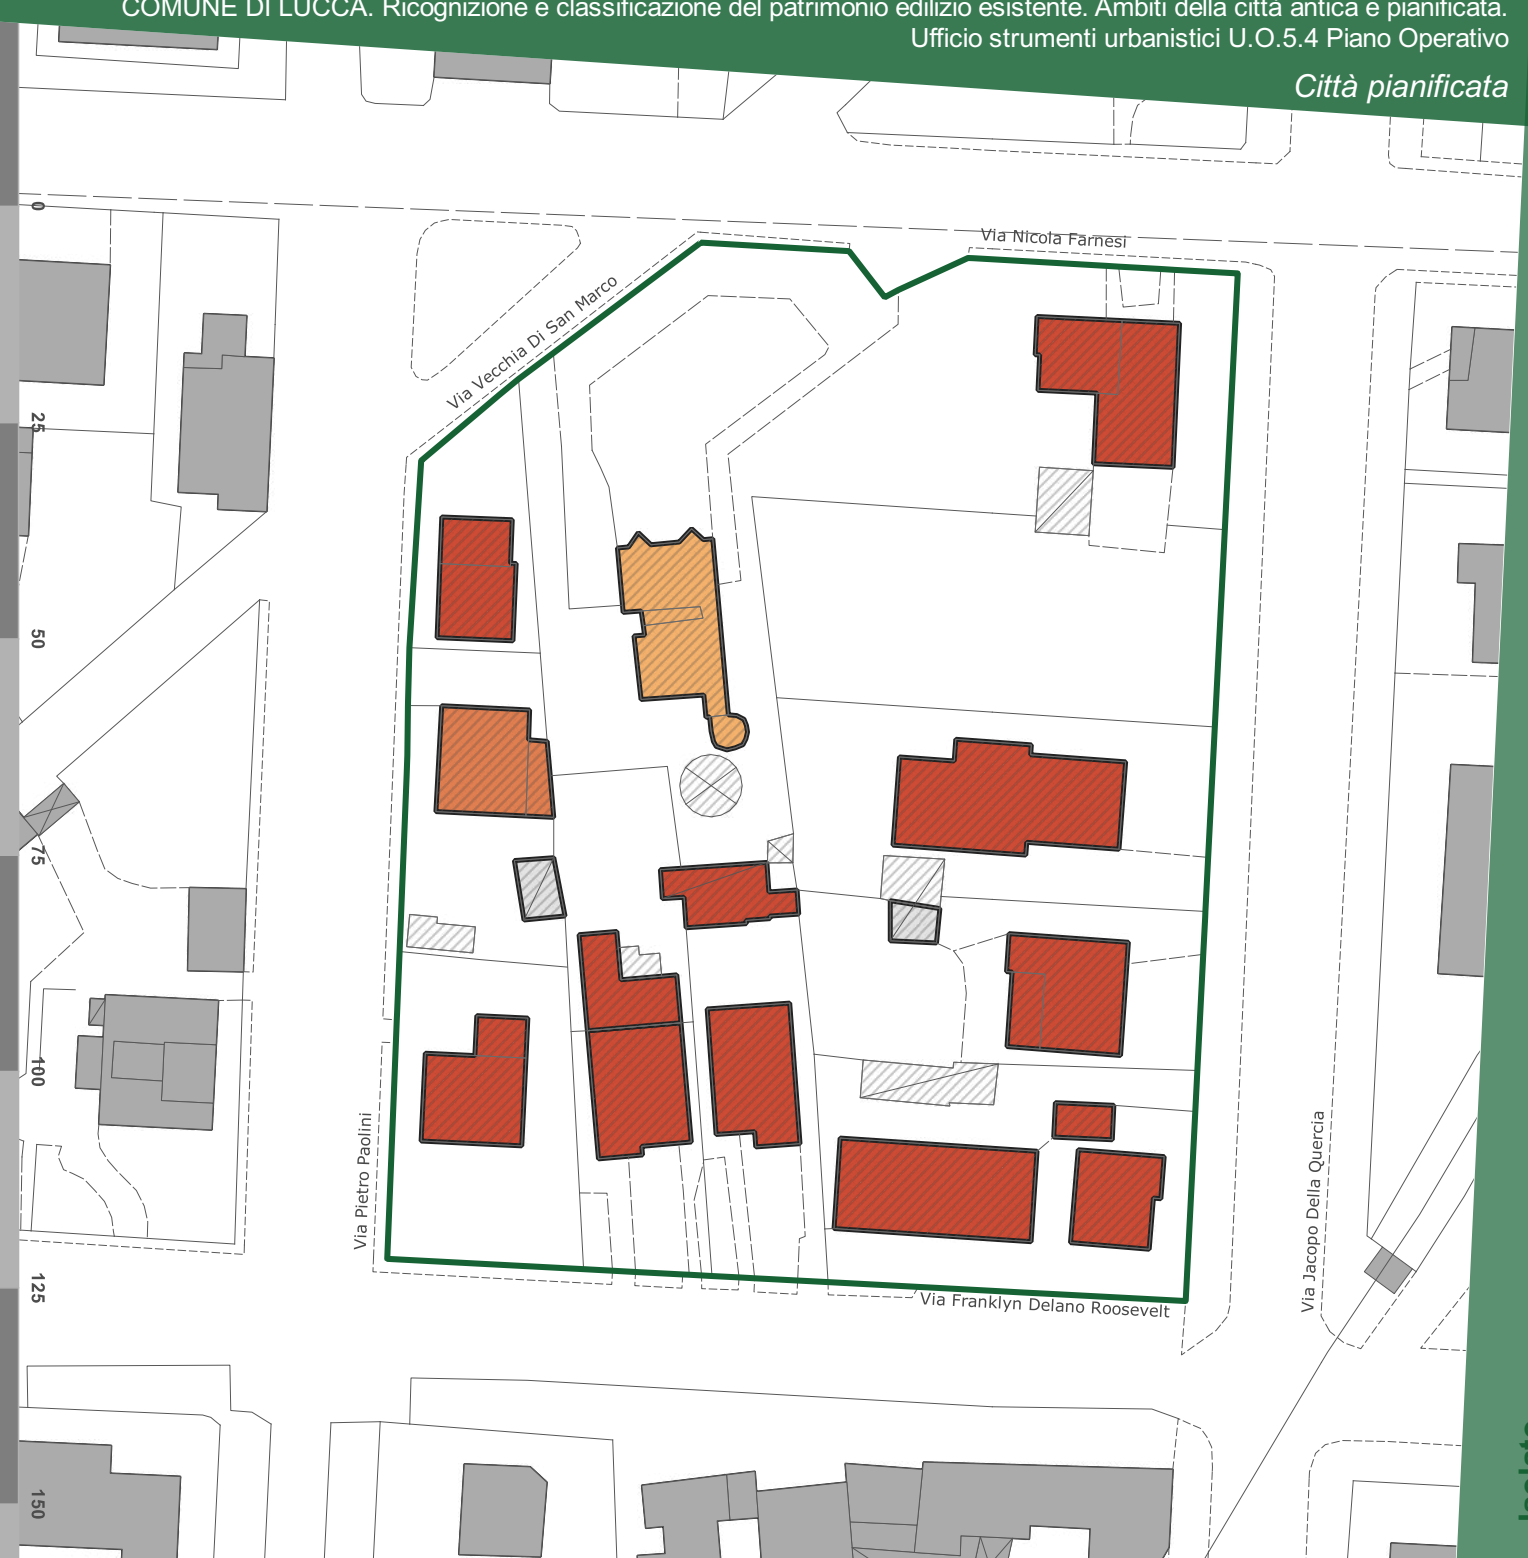 COMUNE DI LUCCA. Ricognizione e classificazione del patrimonio edilizio esistente. Ambiti della città antica e pianificata.
Ufficio strumenti urbanistici U.O.5.4 Piano Operativo
Città pianificata
0
Via Nicola Farnesi
Via Vecchia Di San Marco
25
50
75
100
Via Pietro Paolini
Via Jacopo Della Quercia
125
Via Franklyn Delano Roosevelt
150